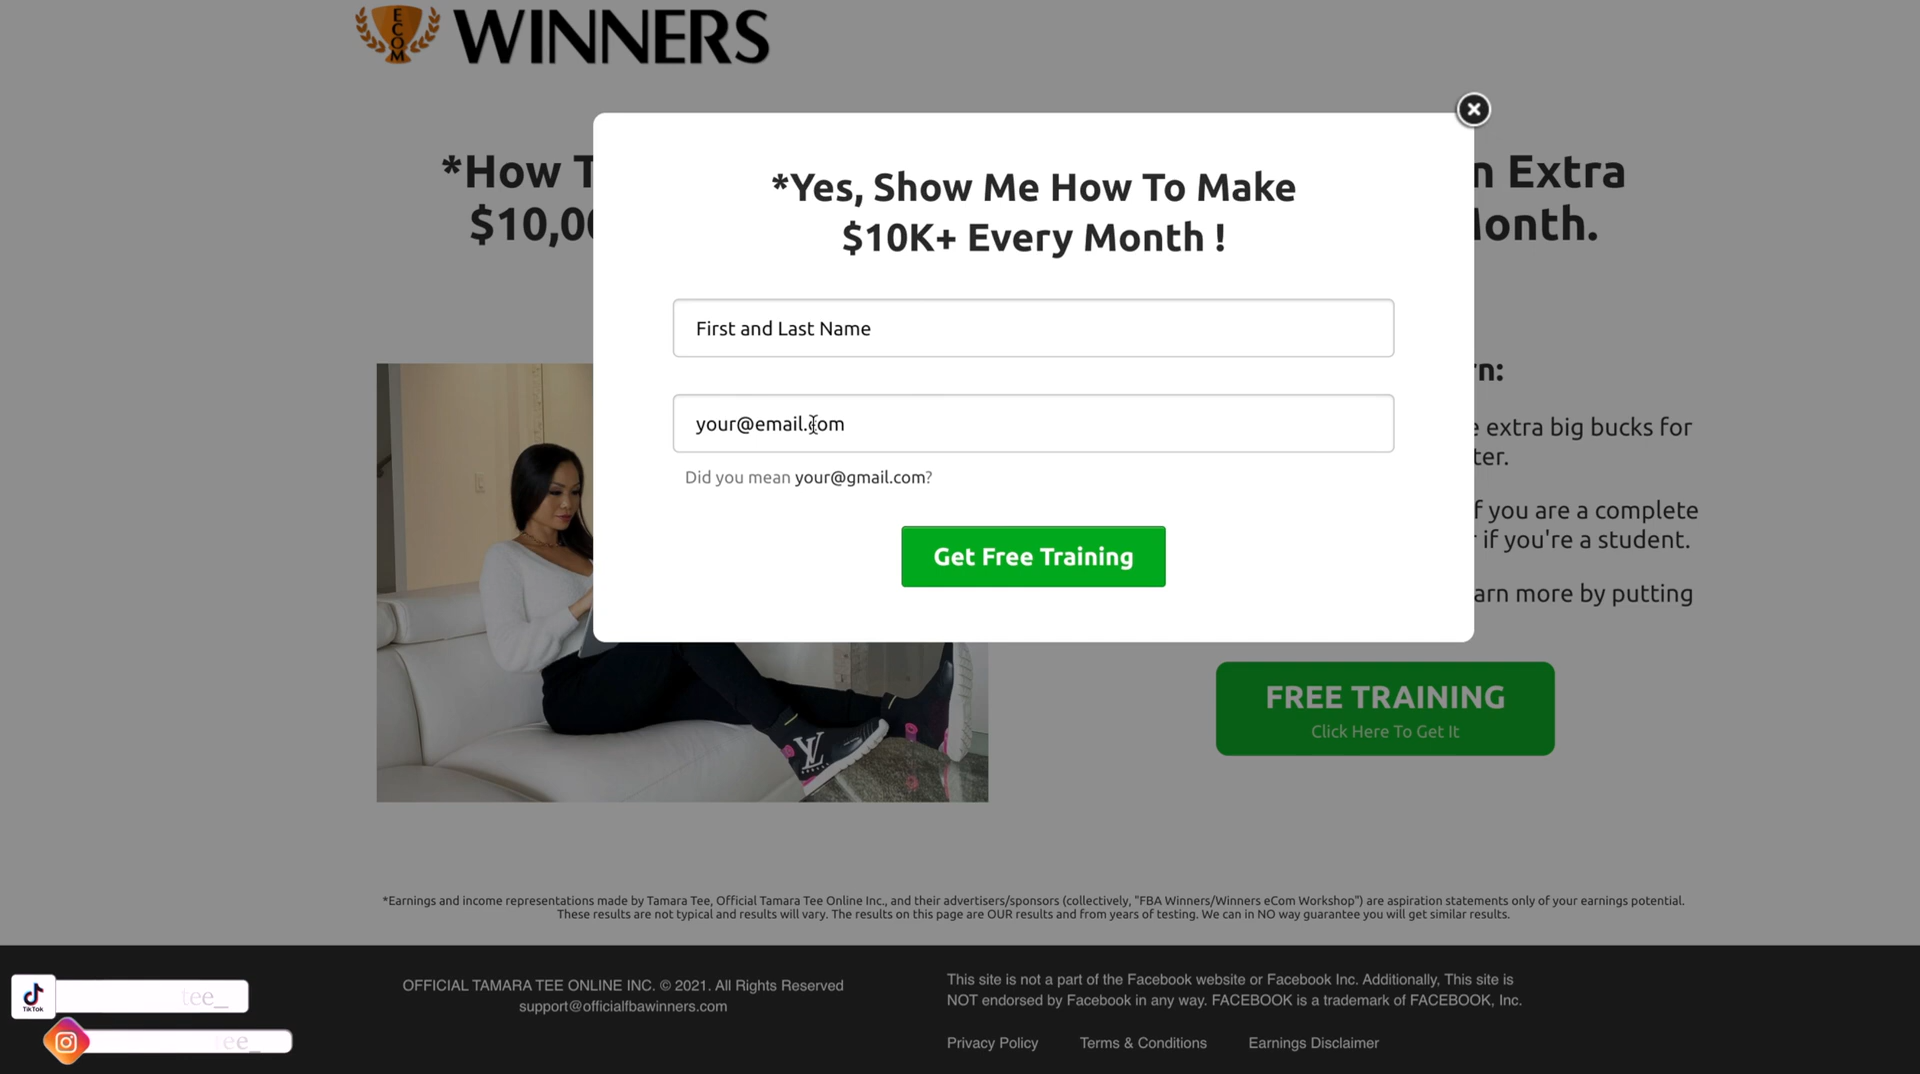 ECOM
WINNERS
*How T
n Extra
$10,00
Month.
*Yes, Show Me How To Make
$10K+ Every Month !
First and Last Name
your@email.com
Did you mean your@gmail.com?
Get Free Training
n:
extra big bucks for
ter.
f you are a complete
if you're a student.
arn more by putting
FREE TRAINING
Click Here To Get It
LV
*Earnings and income representations made by Tamara Tee, Official Tamara Tee Online Inc., and their advertisers/sponsors (collectively, "FBA Winners/Winners eCom Workshop") are aspiration statements only of your earnings potential.
These results are not typical and results will vary. The results on this page are OUR results and from years of testing. We can in NO way guarantee you will get similar results.
OFFICIAL TAMARA TEE ONLINE INC. © 2021. All Rights Reserved
support@officialfbawinners.com
This site is not a part of the Facebook website or Facebook Inc. Additionally, This site is
NOT endorsed by Facebook in any way. FACEBOOK is a trademark of FACEBOOK, Inc.
Privacy Policy
Terms & Conditions
Earnings Disclaimer
TikTok
tee_
ee_